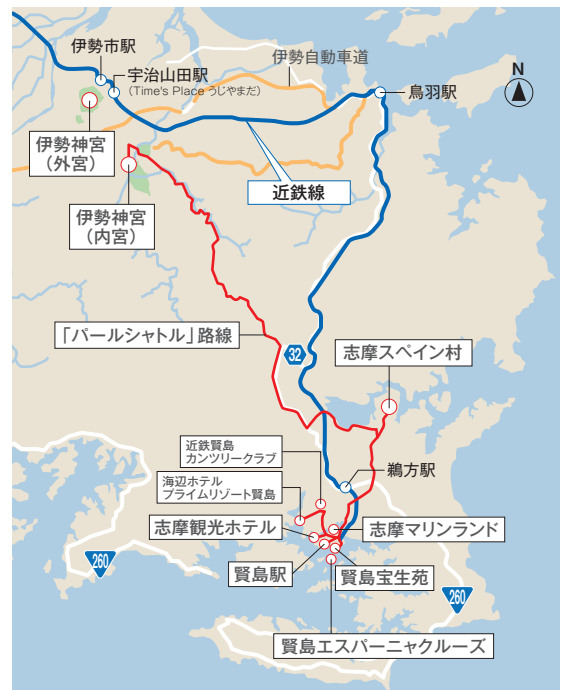 伊勢市駅
宇治山田駅
(Time's Place うじやまだ)
伊勢自動車道
鳥羽駅
N
伊勢神宮
(外宮)
近鉄線
伊勢神宮
(内宮)
「パールシャトル」路線
32
志摩スペイン村
近鉄賢島
カンツリークラブ
海辺ホテル
プライムリゾート賢島
鵜方駅
志摩観光ホテル
志摩マリンランド
260
賢島駅
賢島宝生苑
260
賢島エスパーニャクルーズ